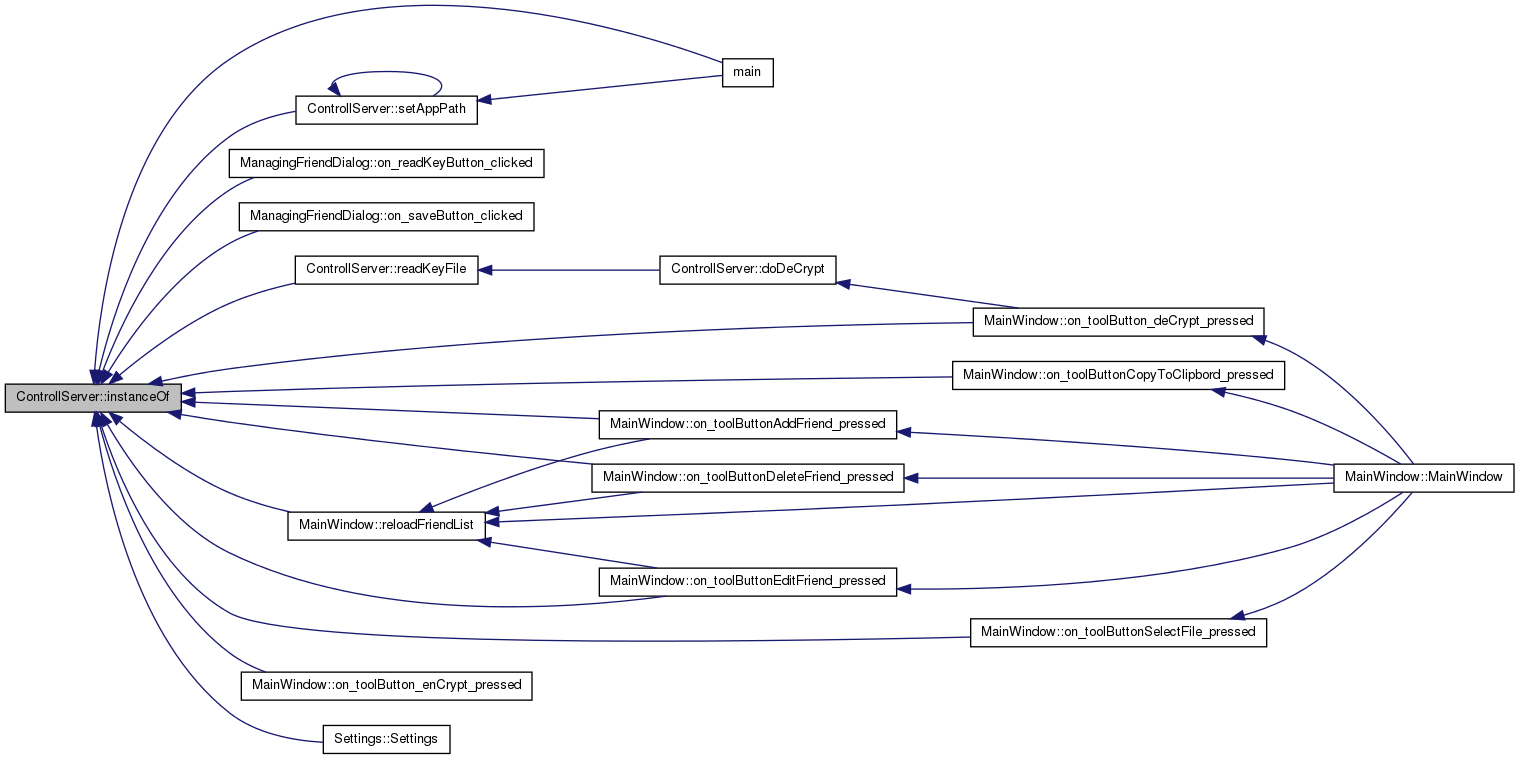 main
ControllServer::setAppPath
ManagingFriendDialog::on_readKeyButton_clicked
ManagingFriendDialog::on_saveButton_clicked
ControllServer::readKeyFile
ControllServer::doDeCrypt
MainWindow::on_toolButton_deCrypt_pressed
MainWindow::on_toolButtonCopyToClipbord_pressed
ControllServer::instanceOf
MainWindow::on_toolButtonAddFriend_pressed
MainWindow::on_toolButtonDeleteFriend_pressed
MainWindow::MainWindow
MainWindow::reloadFriendList
MainWindow::on_toolButtonEditFriend_pressed
MainWindow::on_toolButtonSelectFile_pressed
MainWindow::on_toolButton_enCrypt_pressed
Settings::Settings